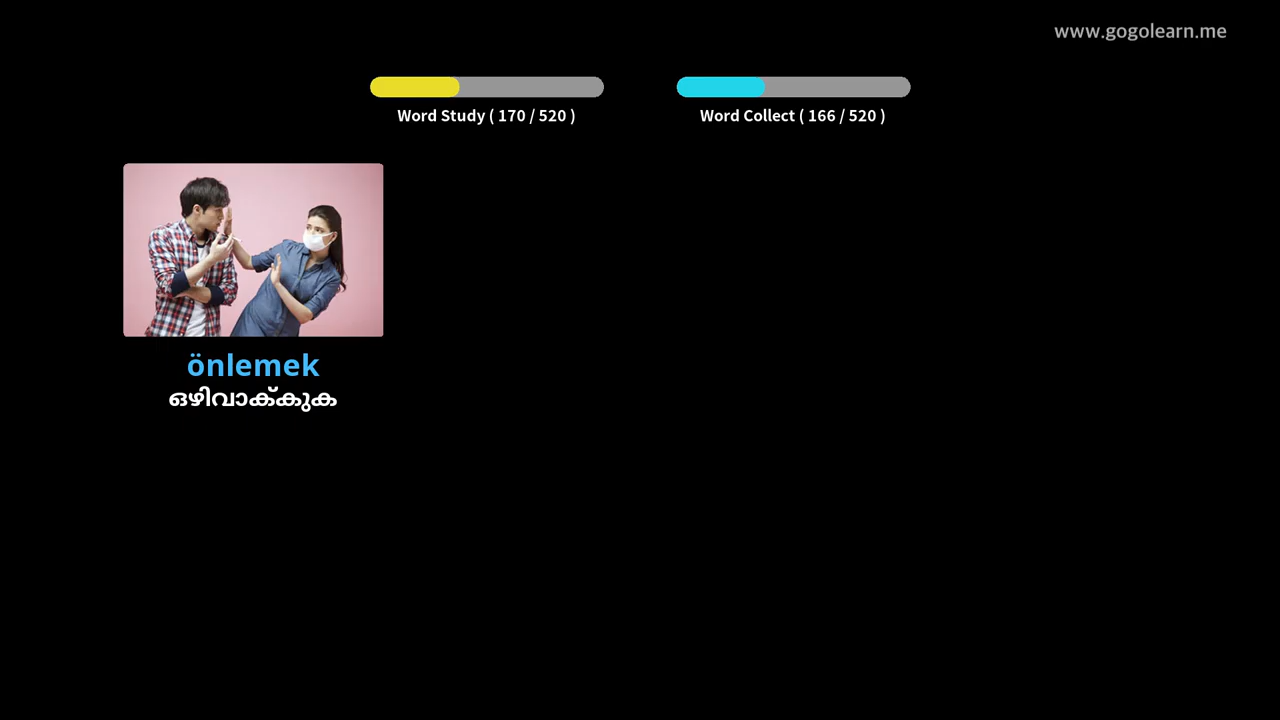 www.gogolearn.me
Word Study ( 170 / 520 )
Word Collect ( 166 / 520 )
önlemek
ഒഴിവാക്കുക